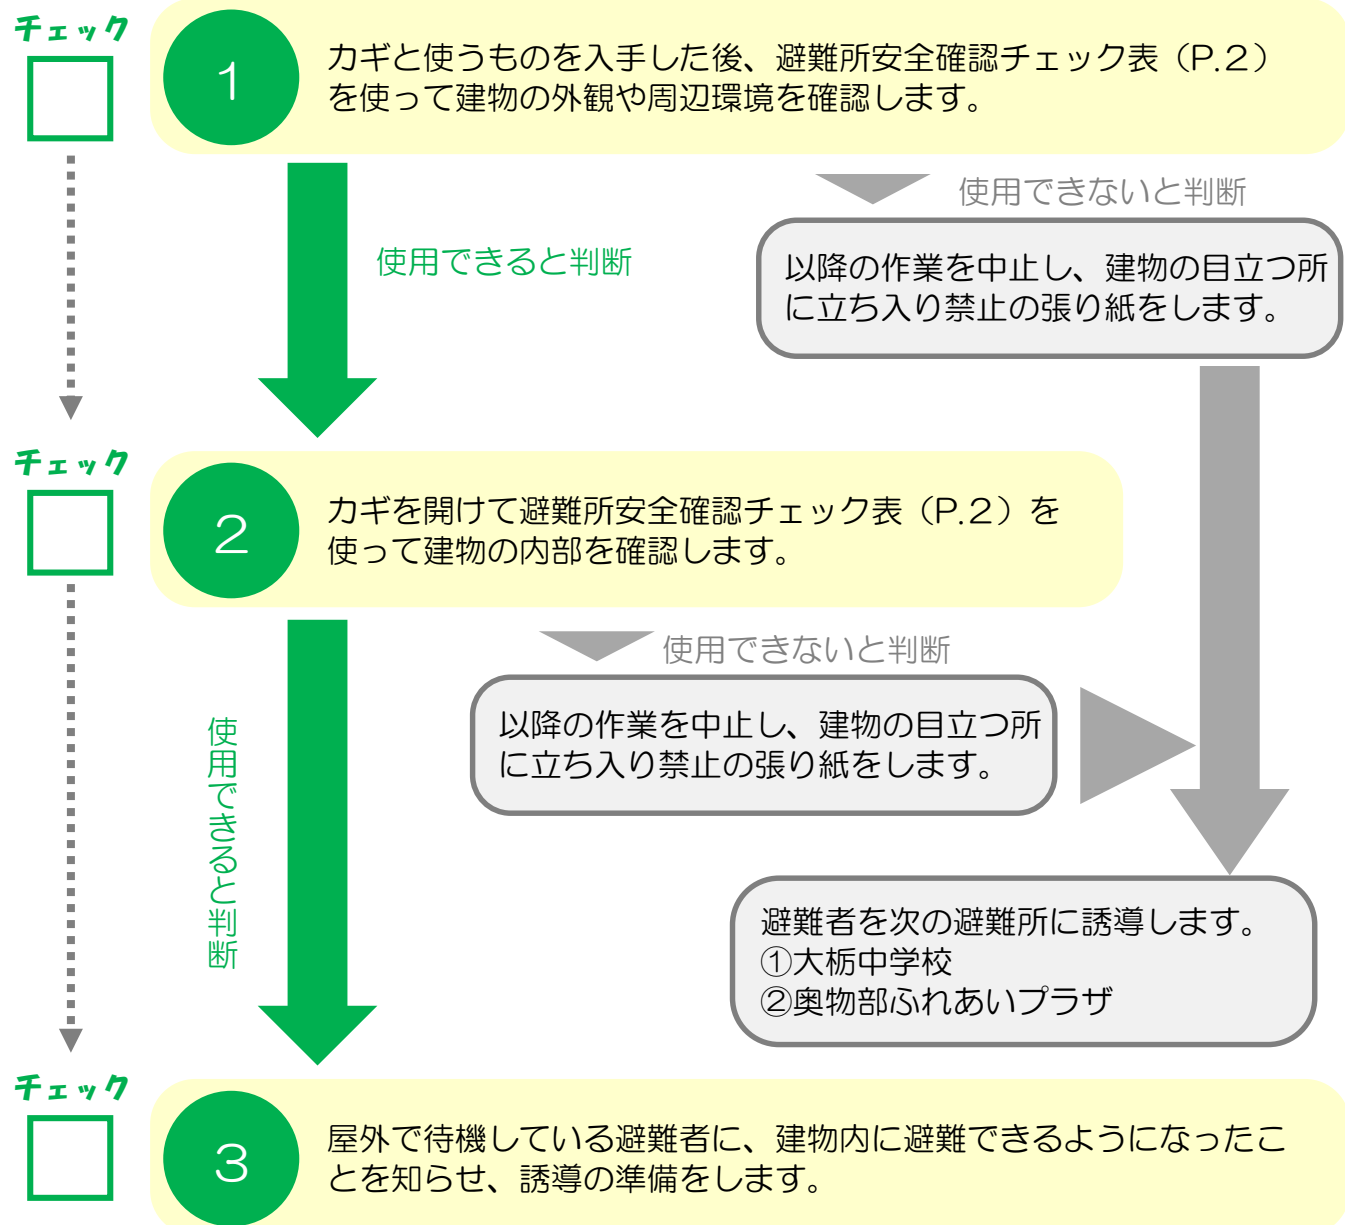 チェック
1
カギと使うものを入手した後、避難所安全確認チェック表（P.2）
を使って建物の外観や周辺環境を確認します。
使用できると判断
使用できないと判断
以降の作業を中止し、建物の目立つ所
に立ち入り禁止の張り紙をします。
チェック
2
カギを開けて避難所安全確認チェック表（P.2）を
使って建物の内部を確認します。
使用できると判断
使用できないと判断
以降の作業を中止し、建物の目立つ所
に立ち入り禁止の張り紙をします。
避難者を次の避難所に誘導します。
①大栃中学校
②奥物部ふれあいプラザ
チェック
3
屋外で待機している避難者に、建物内に避難できるようになったこ
とを知らせ、誘導の準備をします。